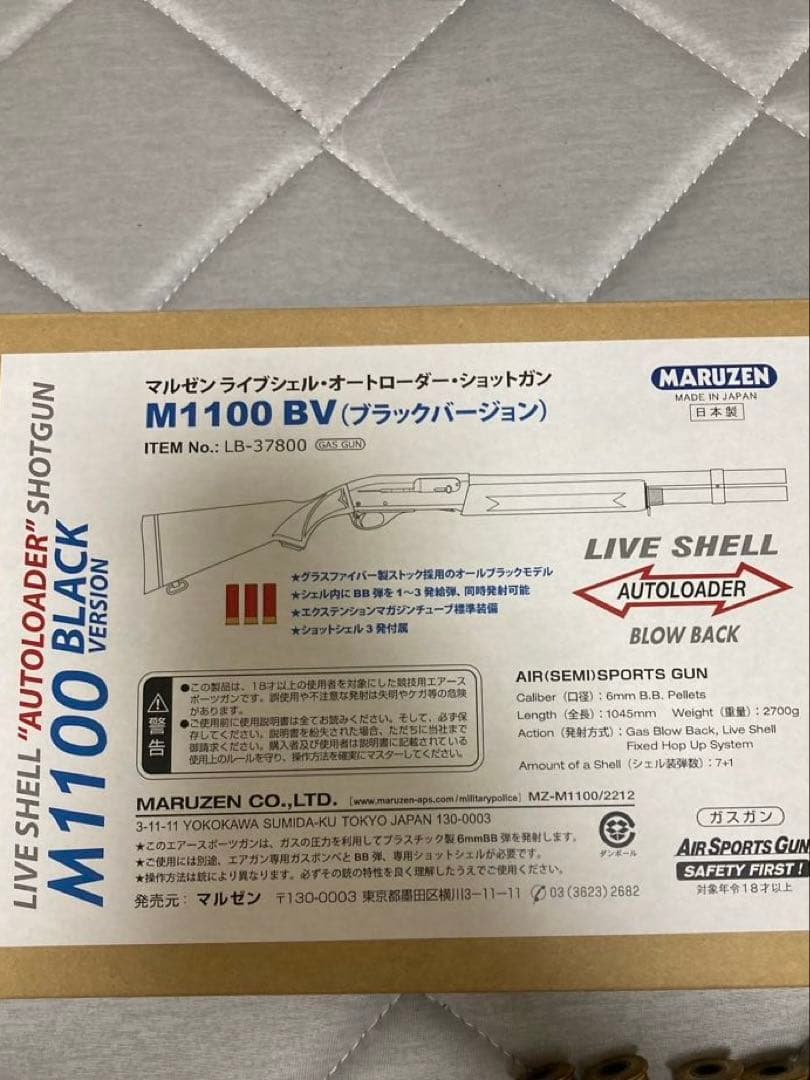 LIVE SHELL "AUTOLOADER" SHOTGUN
M1100 BLACK VERSION
マルゼン ライブシェル・オートローダー・ショットガン
M1100 BV(ブラックバージョン)
ITEM No.: LB-37800 GAS GUN
MARUZEN
MADE IN JAPAN
日本製
★グラスファイバー製ストック採用のオールブラックモデル
★シェル内にBB弾を1〜3発給弾、同時発射可能
★エクステンションマガジンチューブ標準装備
★ショットシェル3発付属
LIVE SHELL
AUTOLOADER
BLOW BACK
警告
●この製品は、18才以上の使用者を対象にした競技用エアース
ポーツガンです。誤使用や不注意な発射は失明やケガ等の危険
があります。
●ご使用前に使用説明書は全てお読みください。そして、必ず保
存してください。説明書を紛失された場合、ただちに当社まで
御請求ください。購入者及び使用者は説明書に記載されている
使用上のルールを守り、操作方法を確実にマスターしてください。
AIR(SEMI)SPORTS GUN
Caliber(口径):6mm B.B. Pellets
Length(全長):1045mm Weight(重量):2700g
Action(発射方式):Gas Blow Back, Live Shell
Fixed Hop Up System
Amount of a Shell(シェル装弾数):7+1
MARUZEN CO.,LTD. [www.maruzen-aps.com/militarypolice] MZ-M1100/2212
3-11-11 YOKOKAWA SUMIDA-KU TOKYO JAPAN 130-0003
★このエアースポーツガンは、ガスの圧力を利用してプラスチック製6mmBB弾を発射します。
★ご使用には別途、エアガン専用ガスボンベとBB弾、専用ショットシェルが必要です。
★操作方法は銃により異なります。必ずその銃の特性を良く理解したうえでご使用ください。
発売元:マルゼン 〒130-0003 東京都墨田区横川3-11-11 ✆03(3623)2682
ダンボール
ガスガン
AIR SPORTS GUN
SAFETY FIRST!
対象年令18才以上